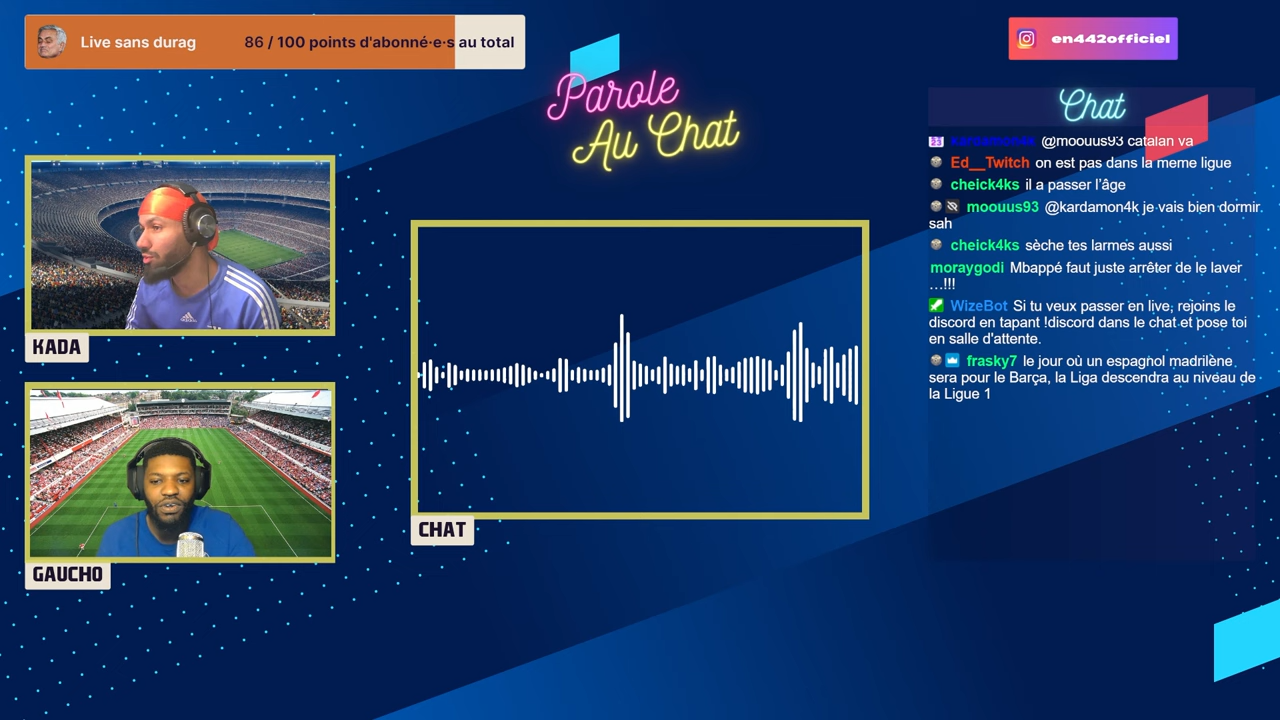 Live sans durag
86 / 100 points d'abonné·e·s au total
en442officiel
Parole
Au Chat
Chat
@moouus93 catalan va
Ed__Twitch on est pas dans la meme ligue
cheick4ks il a passer l'âge
moouus93 @kardamon4k je vais bien dormir
sah
cheick4ks sèche tes larmes aussi
moraygodi Mbappé faut juste arrêter de le laver
...!!!
WizeBot Si tu veux passer en live, rejoins le
discord en tapant !discord dans le chat et pose toi
en salle d'attente.
frasky7 le jour où un espagnol madrilène
sera pour le Barça, la Liga descendra au niveau de
la Ligue 1
KADA
CHAT
GAUCHO